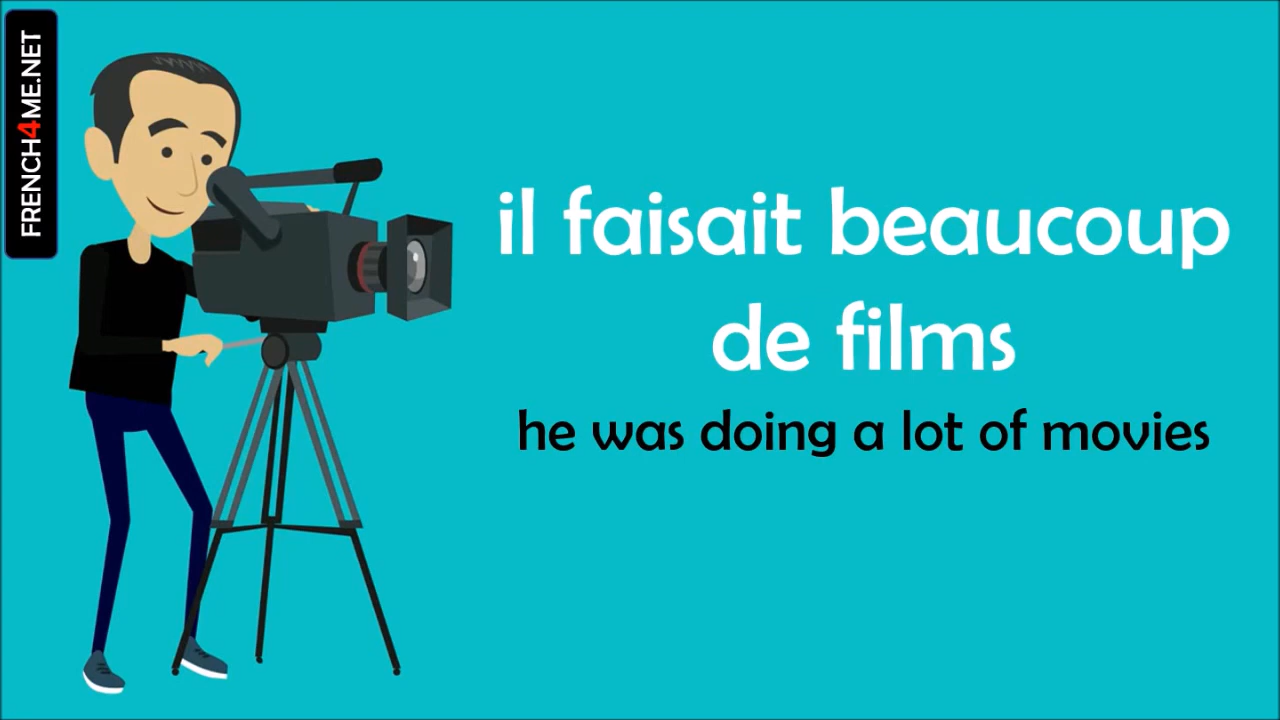 FRENCH4ME.NET
il faisait beaucoup
de films
he was doing a lot of movies